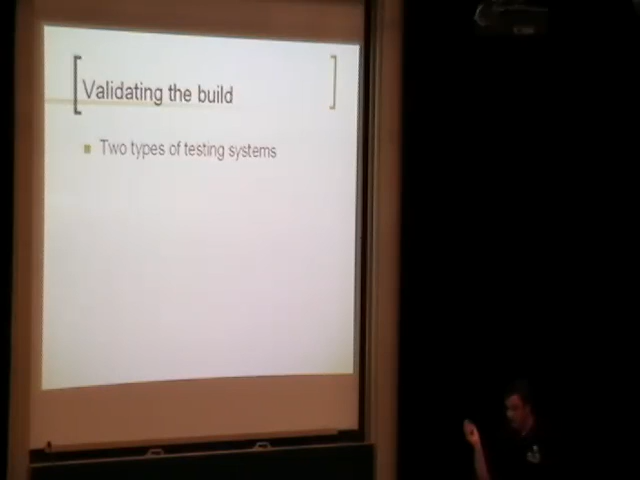 Validating the build
Two types of testing systems